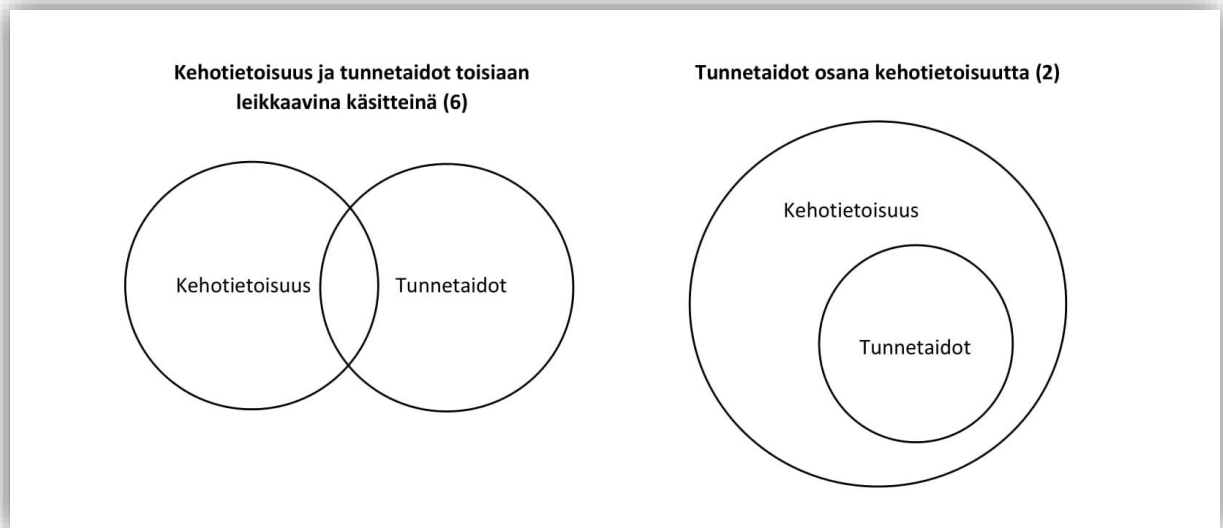 Kehotietoisuus ja tunnetaidot toisiaan
leikkaavina käsitteinä (6)
Kehotietoisuus
Tunnetaidot
Tunnetaidot osana kehotietoisuutta (2)
Kehotietoisuus
Tunnetaidot